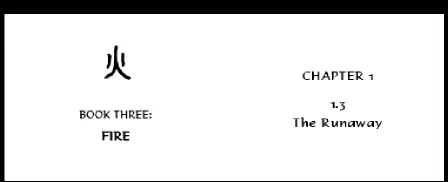 火
BOOK THREE:
FIRE
CHAPTER 1
1.3
The Runaway